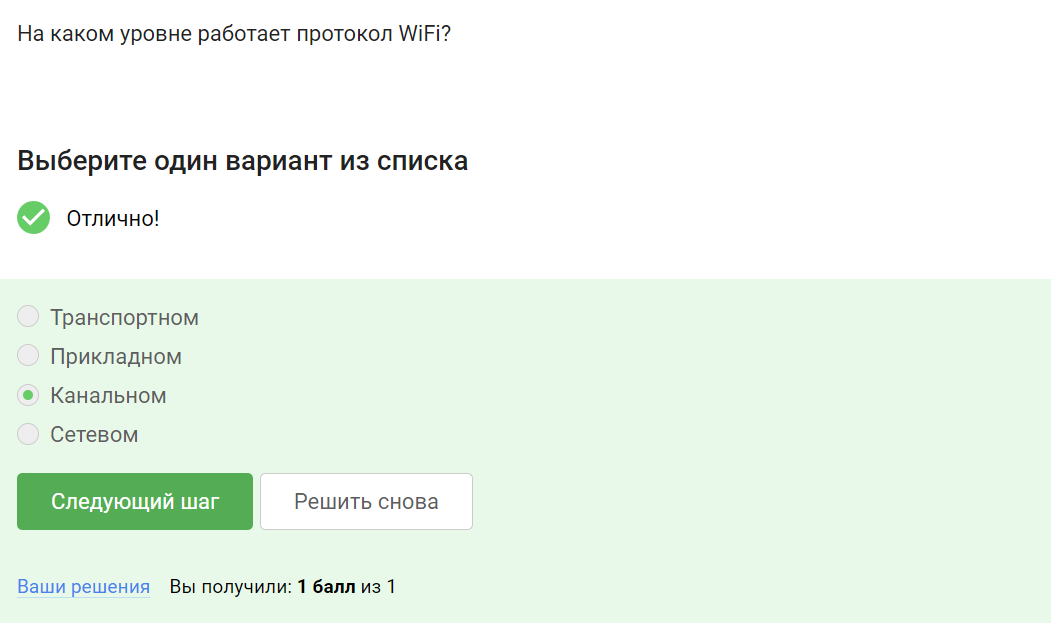 На каком уровне работает протокол WiFi?
Выберите один вариант из списка
Отлично!
Транспортном
Прикладном
Канальном
Сетевом
Следующий шаг Решить снова
Ваши решения Вы получили: 1 балл из 1